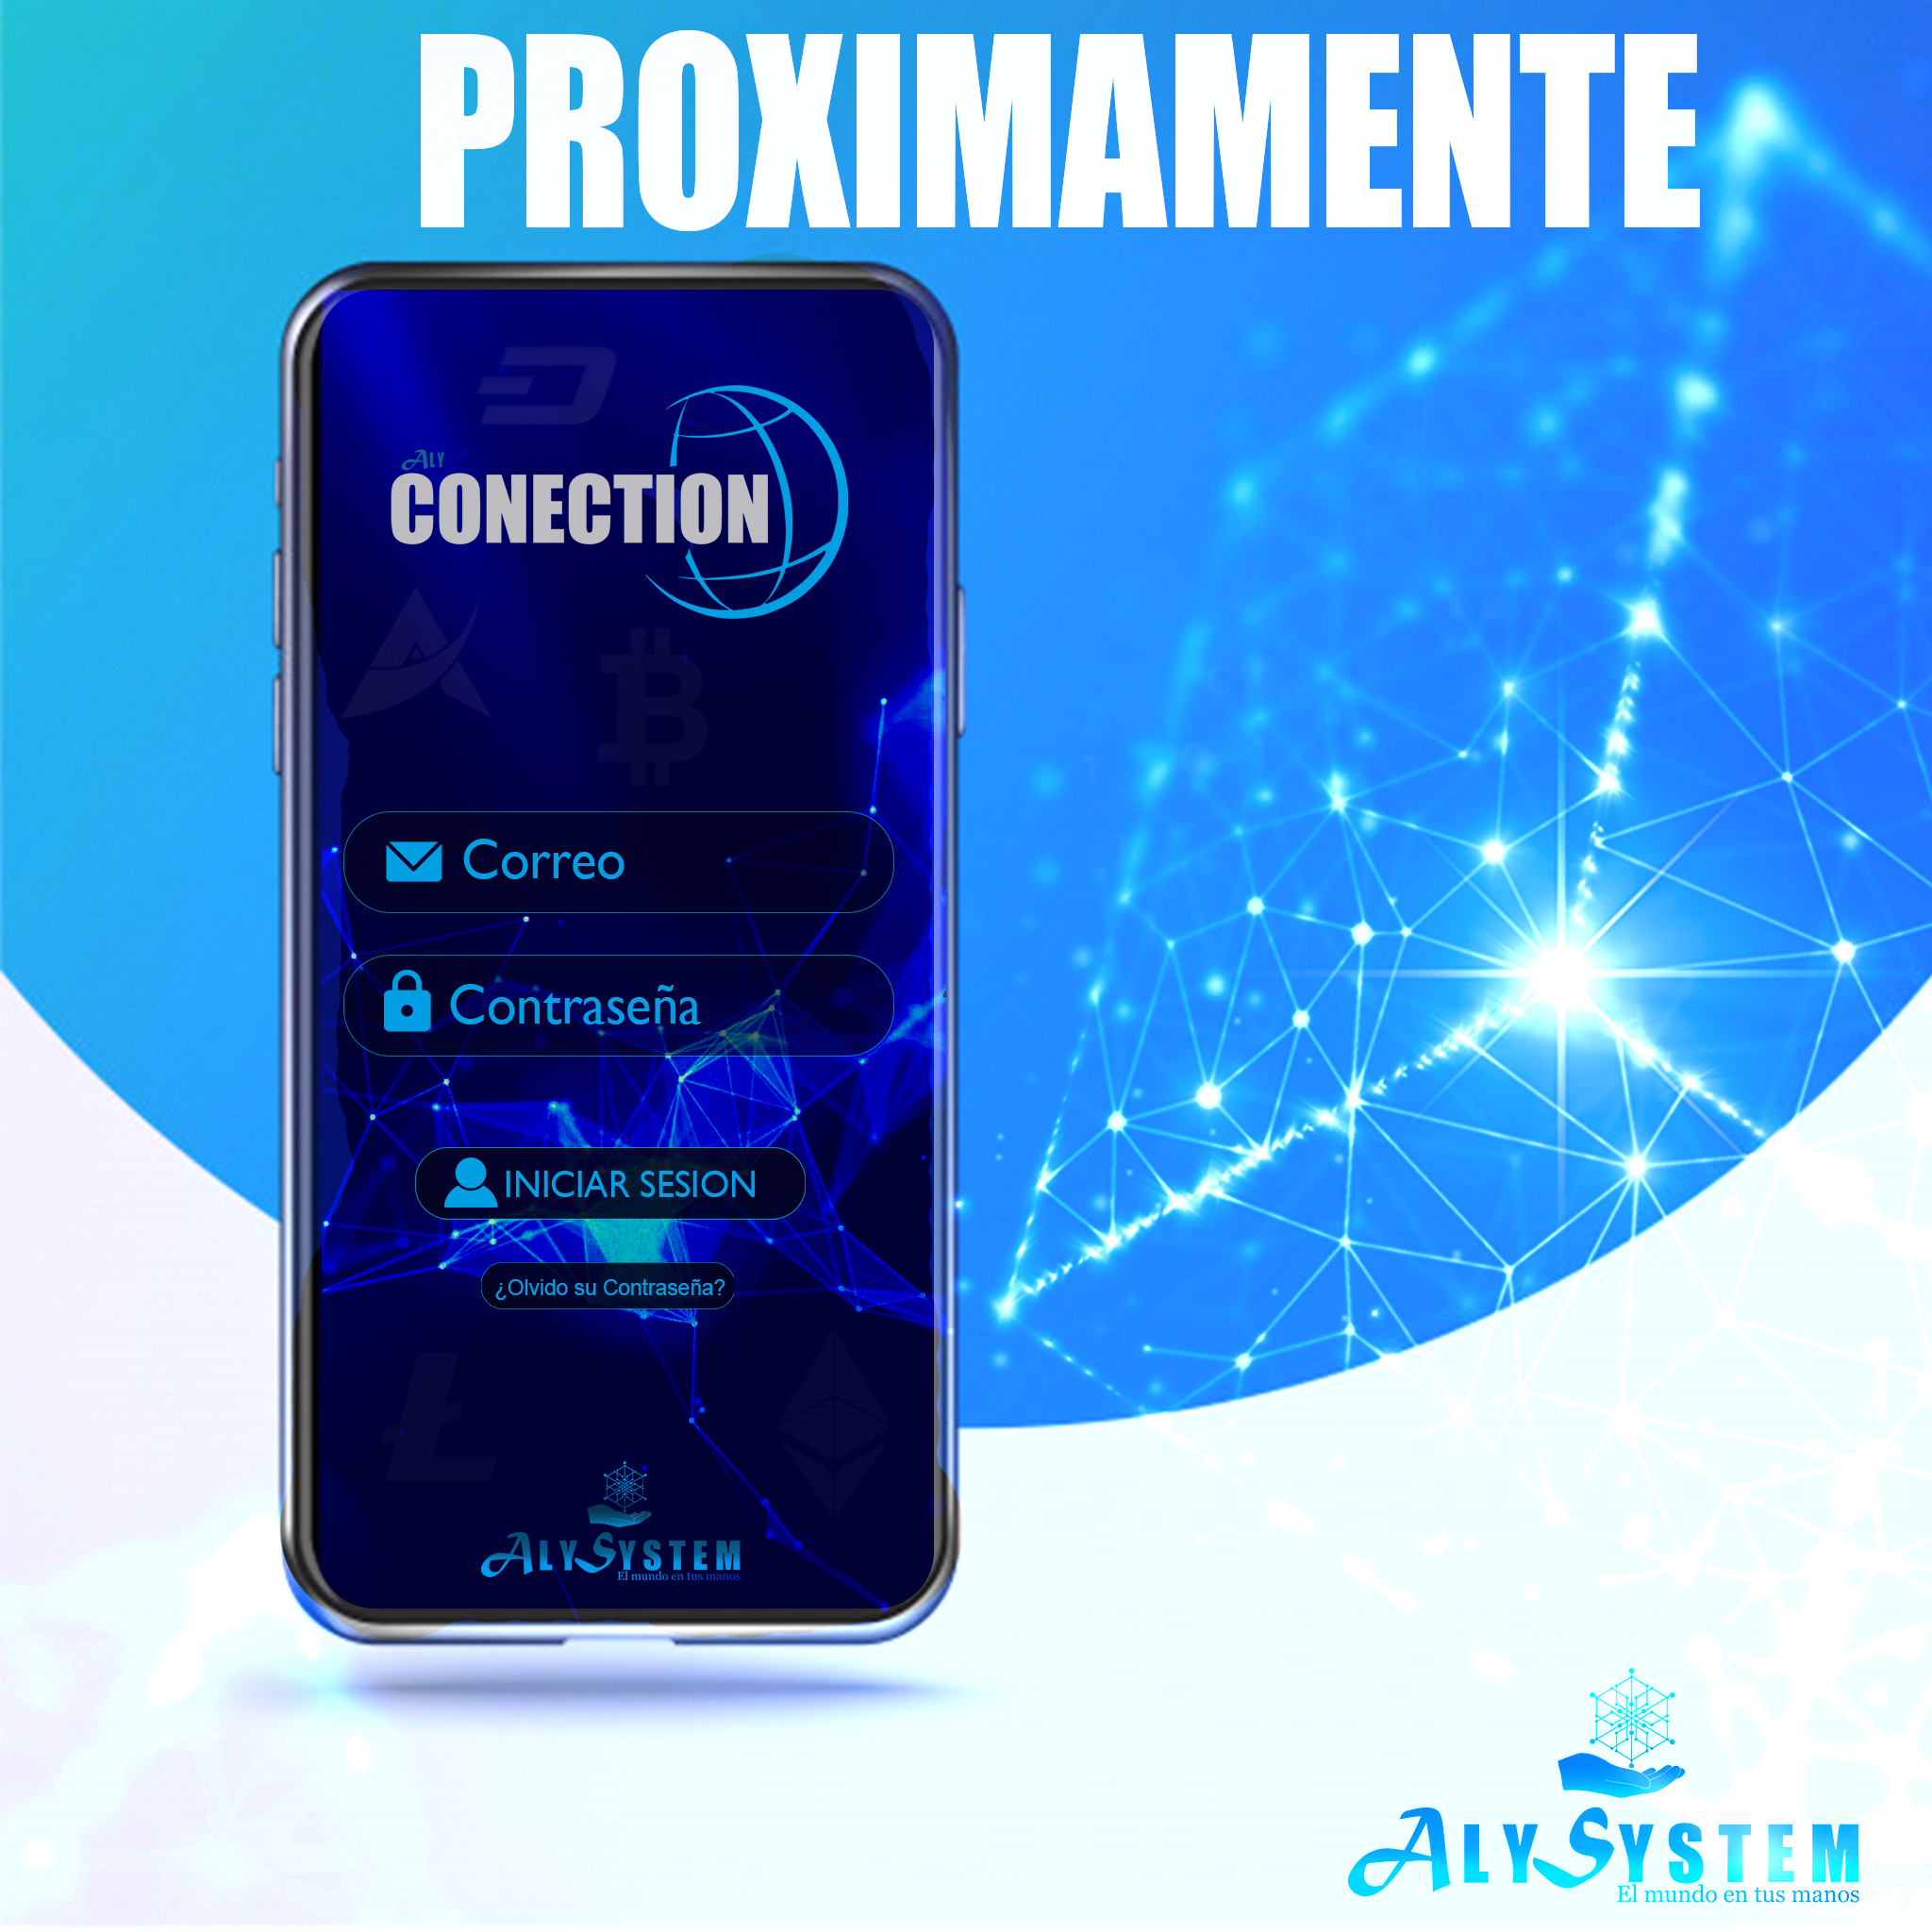 PROXIMAMENTE
ALY
CONECTION
Correo
Contraseña
INICIAR SESION
¿Olvido su Contraseña?
ALYSYSTEM
El mundo en tus manos
ALYSYSTEM
El mundo en tus manos